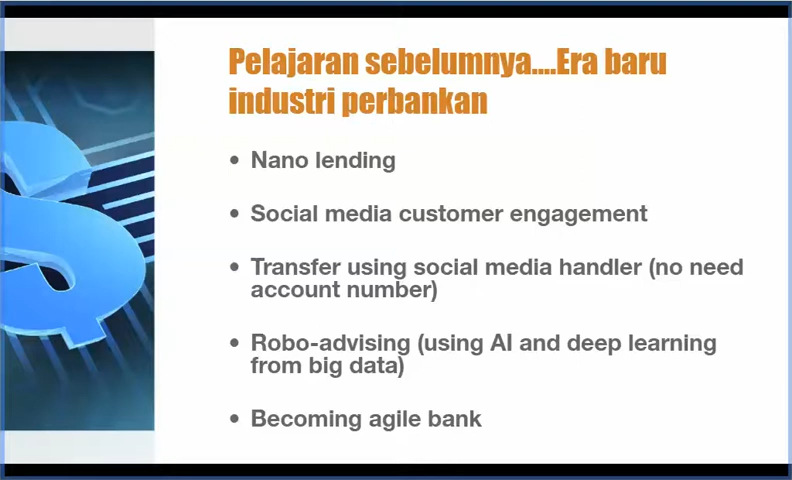 Pelajaran sebelumnya....Era baru
industri perbankan
• Nano lending
• Social media customer engagement
• Transfer using social media handler (no need
account number)
• Robo-advising (using AI and deep learning
from big data)
• Becoming agile bank